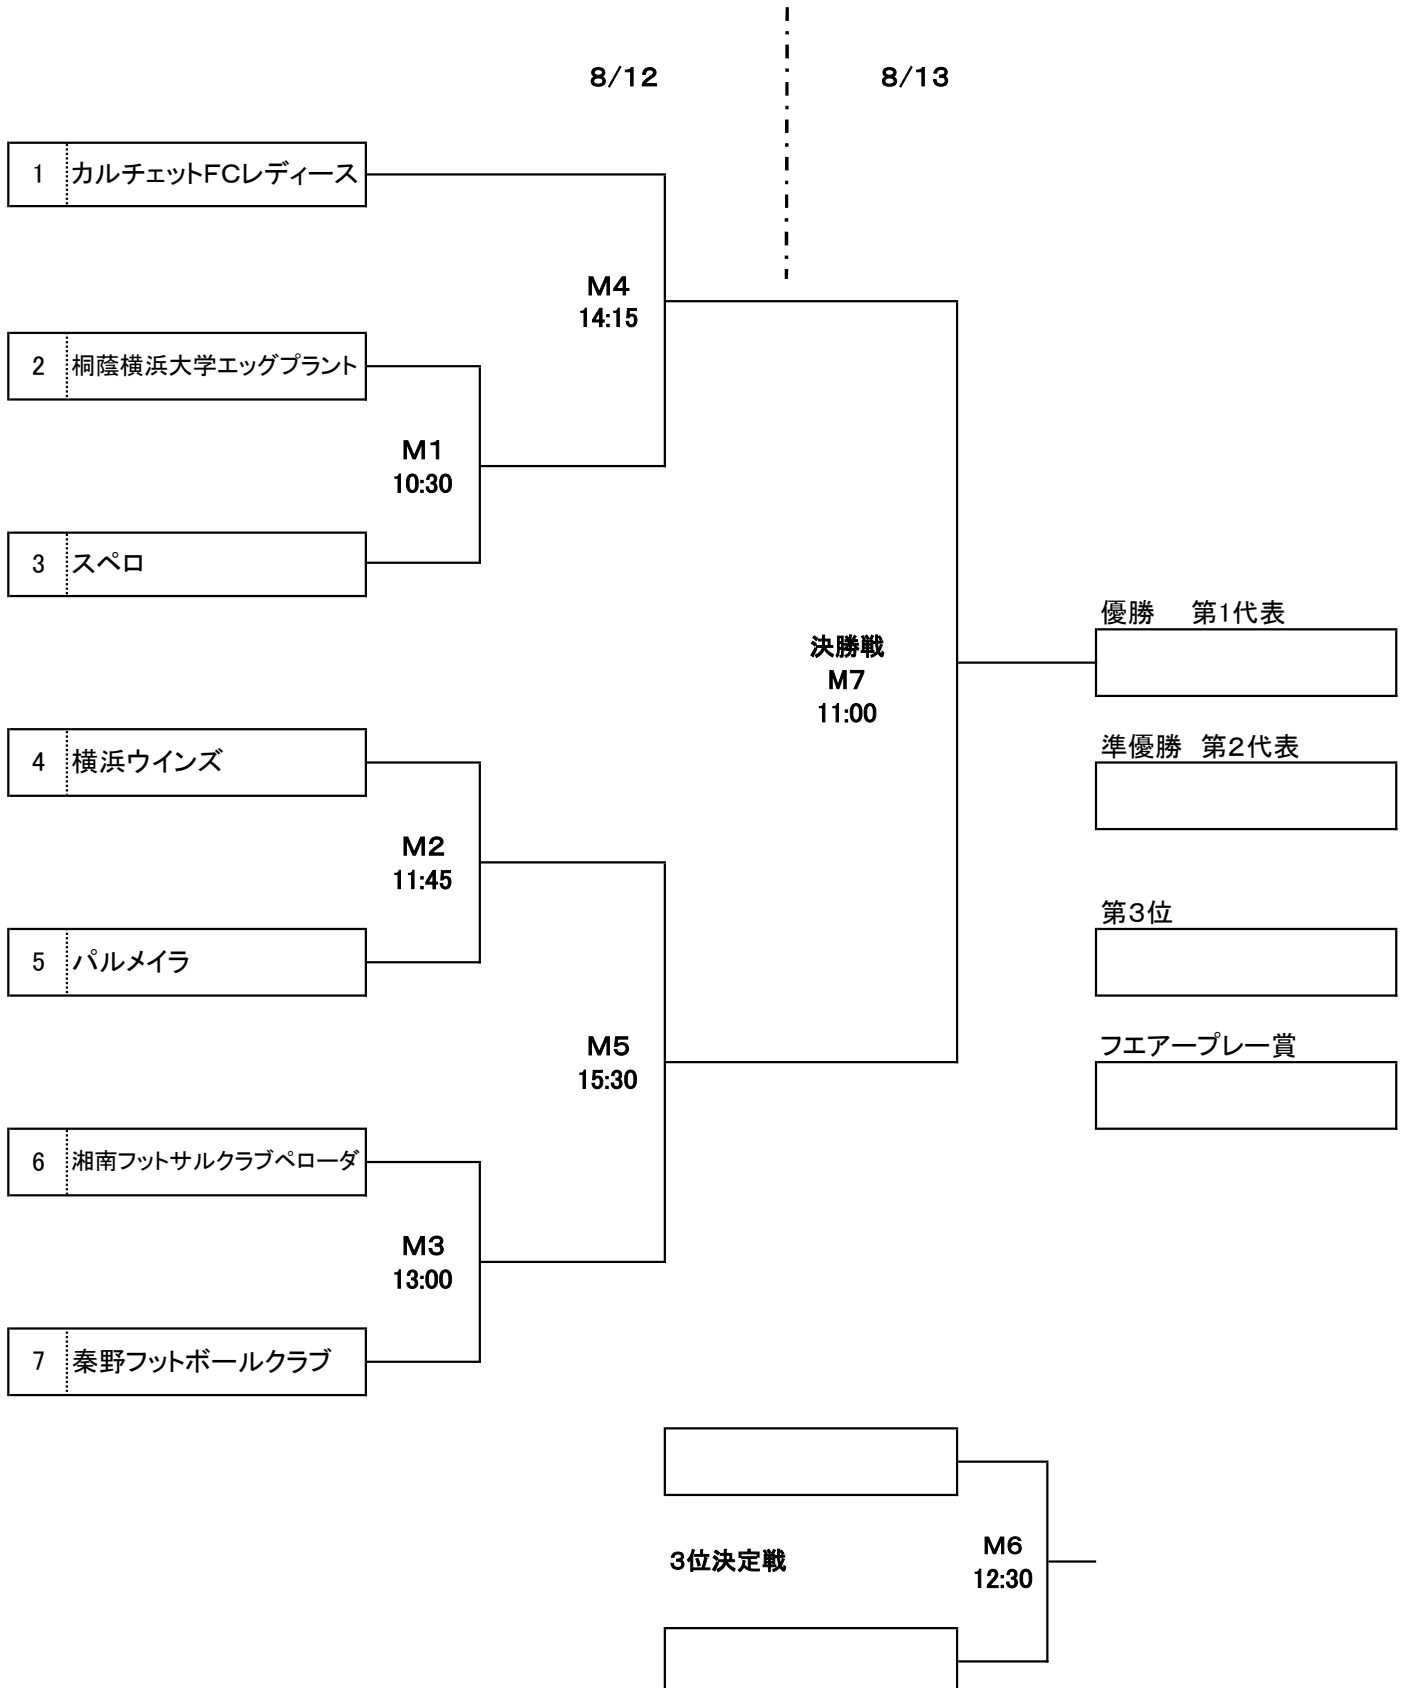 8/12
8/13
1 カルチェットFCレディース
M4
14:15
2 桐蔭横浜大学エッグプラント
M1
10:30
3 スペロ
優勝 第1代表
決勝戦
M7
11:00
4 横浜ウインズ
準優勝 第2代表
M2
11:45
第3位
5 パルメイラ
フエアープレー賞
M5
15:30
6 湘南フットサルクラブペローダ
M3
13:00
7 秦野フットボールクラブ
3位決定戦
M6
12:30